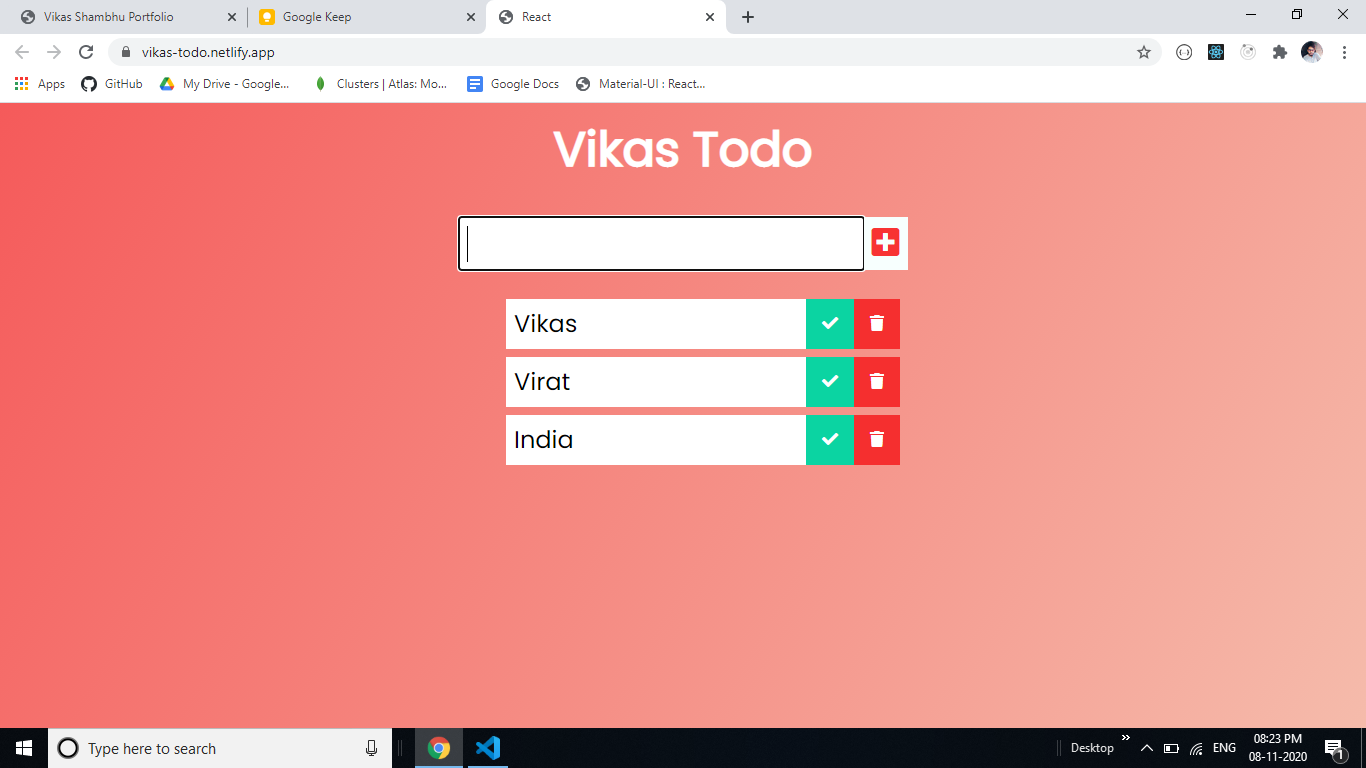 Vikas Shambhu Portfolio
Google Keep
React
vikas-todo.netlify.app
Apps
GitHub
My Drive - Google...
Clusters | Atlas: Mo...
Google Docs
Material-UI : React...
Vikas Todo
Vikas
Virat
India
Type here to search
Desktop
ENG
08:23 PM
08-11-2020
1